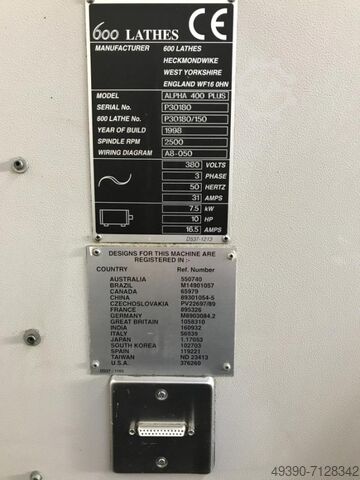 600 LATHES CE
MANUFACTURER 600 LATHES
HECKMONDWIKE
WEST YORKSHIRE
ENGLAND WF16 0HN
MODEL ALPHA 400 PLUS
SERIAL No. P30180
600 LATHE No. P30180/150
YEAR OF BUILD 1998
SPINDLE RPM 2500
WIRING DIAGRAM A8-050
380 VOLTS
3 PHASE
50 HERTZ
31 AMPS
7.5 kW
10 HP
16.5 AMPS
DS37-1213
DESIGNS FOR THIS MACHINE ARE
REGISTERED IN :-
COUNTRY Ref. Number
AUSTRALIA 550740
BRAZIL M14901057
CANADA 65979
CHINA 89301054-5
CZECHOSLOVAKIA PV22697/89
FRANCE 895326
GERMANY M8903084.2
GREAT BRITAIN 1058310
INDIA 160932
ITALY 56839
JAPAN 1.17053
SOUTH KOREA 102703
SPAIN 119221
TAIWAN ND 23413
U.S.A. 376260
49390-7128342